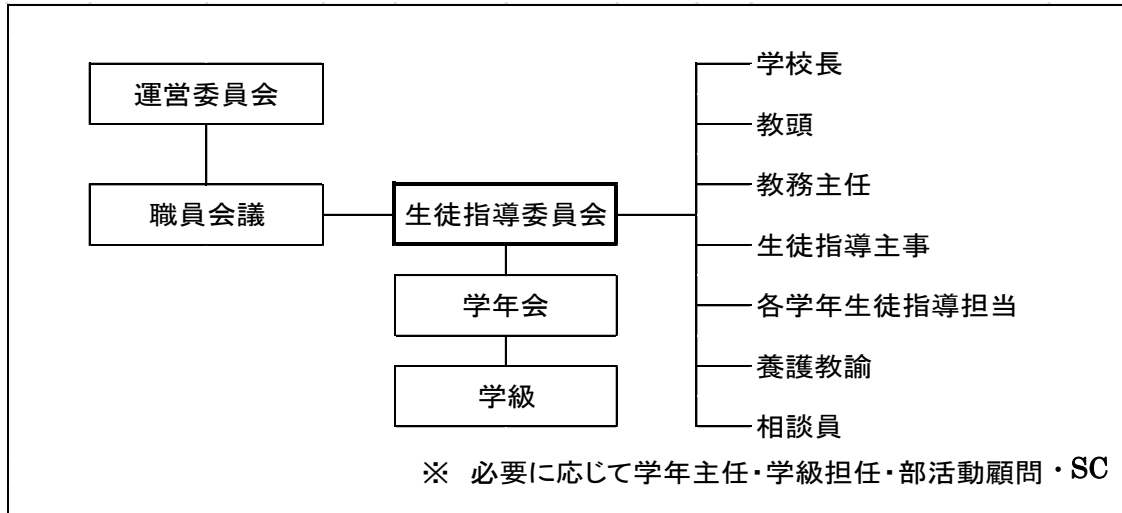 運営委員会
職員会議
生徒指導委員会
学年会
学級
学校長
教頭
教務主任
生徒指導主事
各学年生徒指導担当
養護教諭
相談員
※ 必要に応じて学年主任・学級担任・部活動顧問・SC